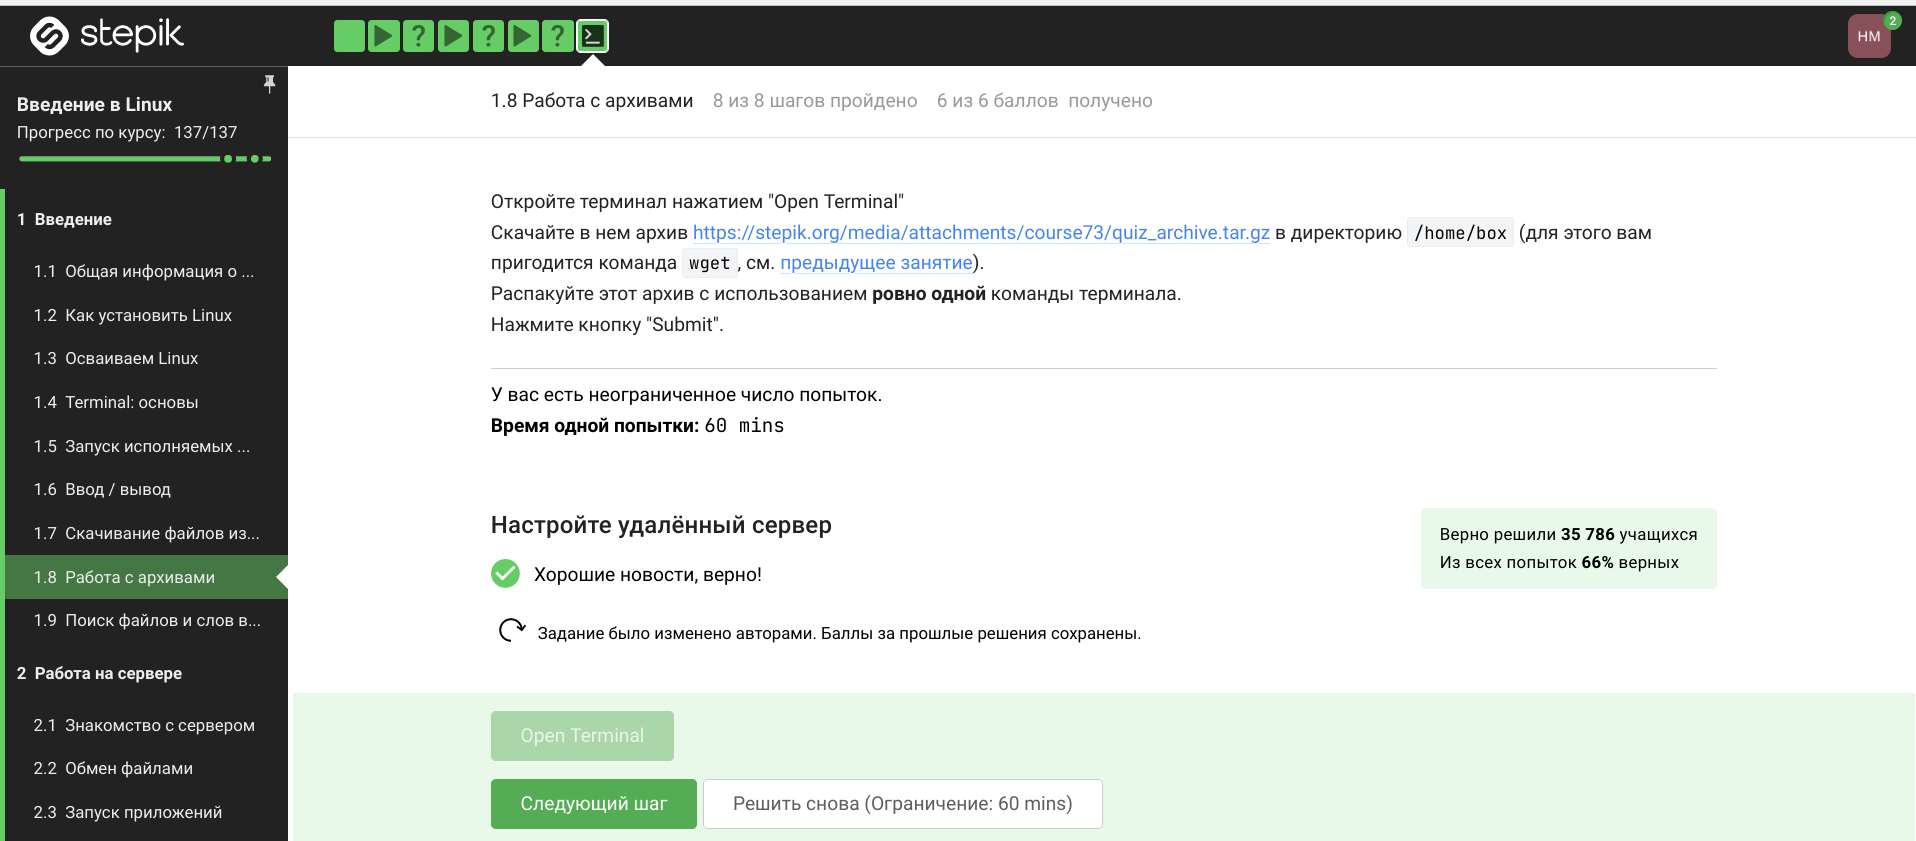 stepik
? ? ?
НМ
2
Введение в Linux
Прогресс по курсу: 137/137
1 Введение
1.1 Общая информация о ...
1.2 Как установить Linux
1.3 Осваиваем Linux
1.4 Terminal: основы
1.5 Запуск исполняемых ...
1.6 Ввод / вывод
1.7 Скачивание файлов из...
1.8 Работа с архивами
1.9 Поиск файлов и слов в...
2 Работа на сервере
2.1 Знакомство с сервером
2.2 Обмен файлами
2.3 Запуск приложений
1.8 Работа с архивами 8 из 8 шагов пройдено 6 из 6 баллов получено
Откройте терминал нажатием "Open Terminal"
Скачайте в нем архив https://stepik.org/media/attachments/course73/quiz_archive.tar.gz в директорию /home/box (для этого вам
пригодится команда wget, см. предыдущее занятие).
Распакуйте этот архив с использованием ровно одной команды терминала.
Нажмите кнопку "Submit".
У вас есть неограниченное число попыток.
Время одной попытки: 60 mins
Настройте удалённый сервер
Хорошие новости, верно!
Верно решили 35 786 учащихся
Из всех попыток 66% верных
Задание было изменено авторами. Баллы за прошлые решения сохранены.
Open Terminal
Следующий шаг
Решить снова (Ограничение: 60 mins)